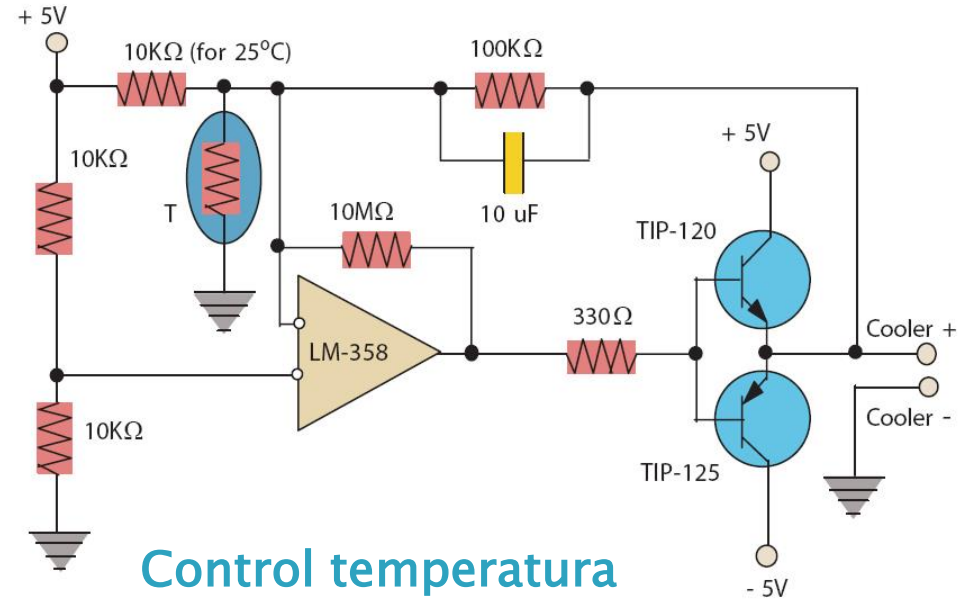 + 5V
10KΩ (for 25°C)
100KΩ
+ 5V
10KΩ
T
10MΩ
10 uF
TIP-120
330Ω
Cooler +
LM-358
Cooler -
10KΩ
TIP-125
Control temperatura
- 5V